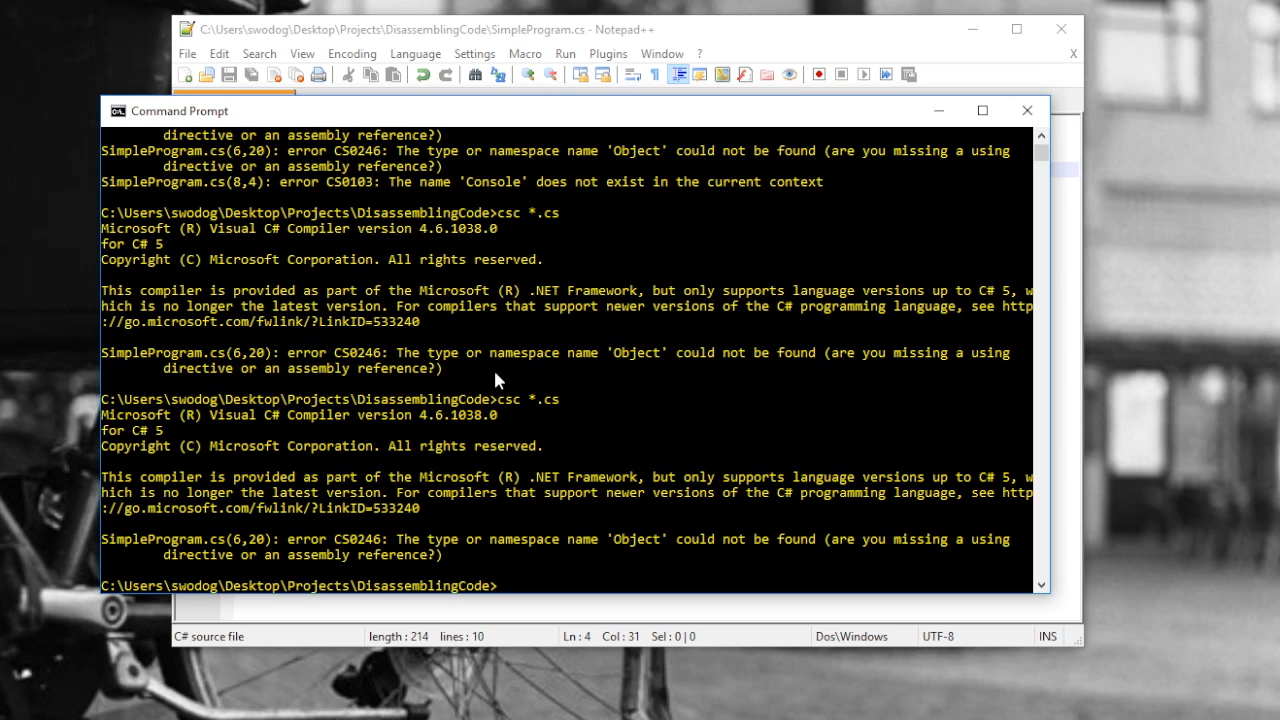 C:\Users\swodog\Desktop\Projects\DisassemblingCode\SimpleProgram.cs - Notepad++
File Edit Search View Encoding Language Settings Macro Run Plugins Window ? X
Command Prompt
directive or an assembly reference?)
SimpleProgram.cs(6,20): error CS0246: The type or namespace name 'Object' could not be found (are you missing a using
directive or an assembly reference?)
SimpleProgram.cs(8,4): error CS0103: The name 'Console' does not exist in the current context
C:\Users\swodog\Desktop\Projects\DisassemblingCode>csc *.cs
Microsoft (R) Visual C# Compiler version 4.6.1038.0
for C# 5
Copyright (C) Microsoft Corporation. All rights reserved.
This compiler is provided as part of the Microsoft (R) .NET Framework, but only supports language versions up to C# 5, w
hich is no longer the latest version. For compilers that support newer versions of the C# programming language, see http
://go.microsoft.com/fwlink/?LinkID=533240
SimpleProgram.cs(6,20): error CS0246: The type or namespace name 'Object' could not be found (are you missing a using
directive or an assembly reference?)
C:\Users\swodog\Desktop\Projects\DisassemblingCode>csc *.cs
Microsoft (R) Visual C# Compiler version 4.6.1038.0
for C# 5
Copyright (C) Microsoft Corporation. All rights reserved.
This compiler is provided as part of the Microsoft (R) .NET Framework, but only supports language versions up to C# 5, w
hich is no longer the latest version. For compilers that support newer versions of the C# programming language, see http
://go.microsoft.com/fwlink/?LinkID=533240
SimpleProgram.cs(6,20): error CS0246: The type or namespace name 'Object' could not be found (are you missing a using
directive or an assembly reference?)
C:\Users\swodog\Desktop\Projects\DisassemblingCode>
C# source file length : 214 lines : 10 Ln : 4 Col : 31 Sel : 0 | 0 Dos\Windows UTF-8 INS